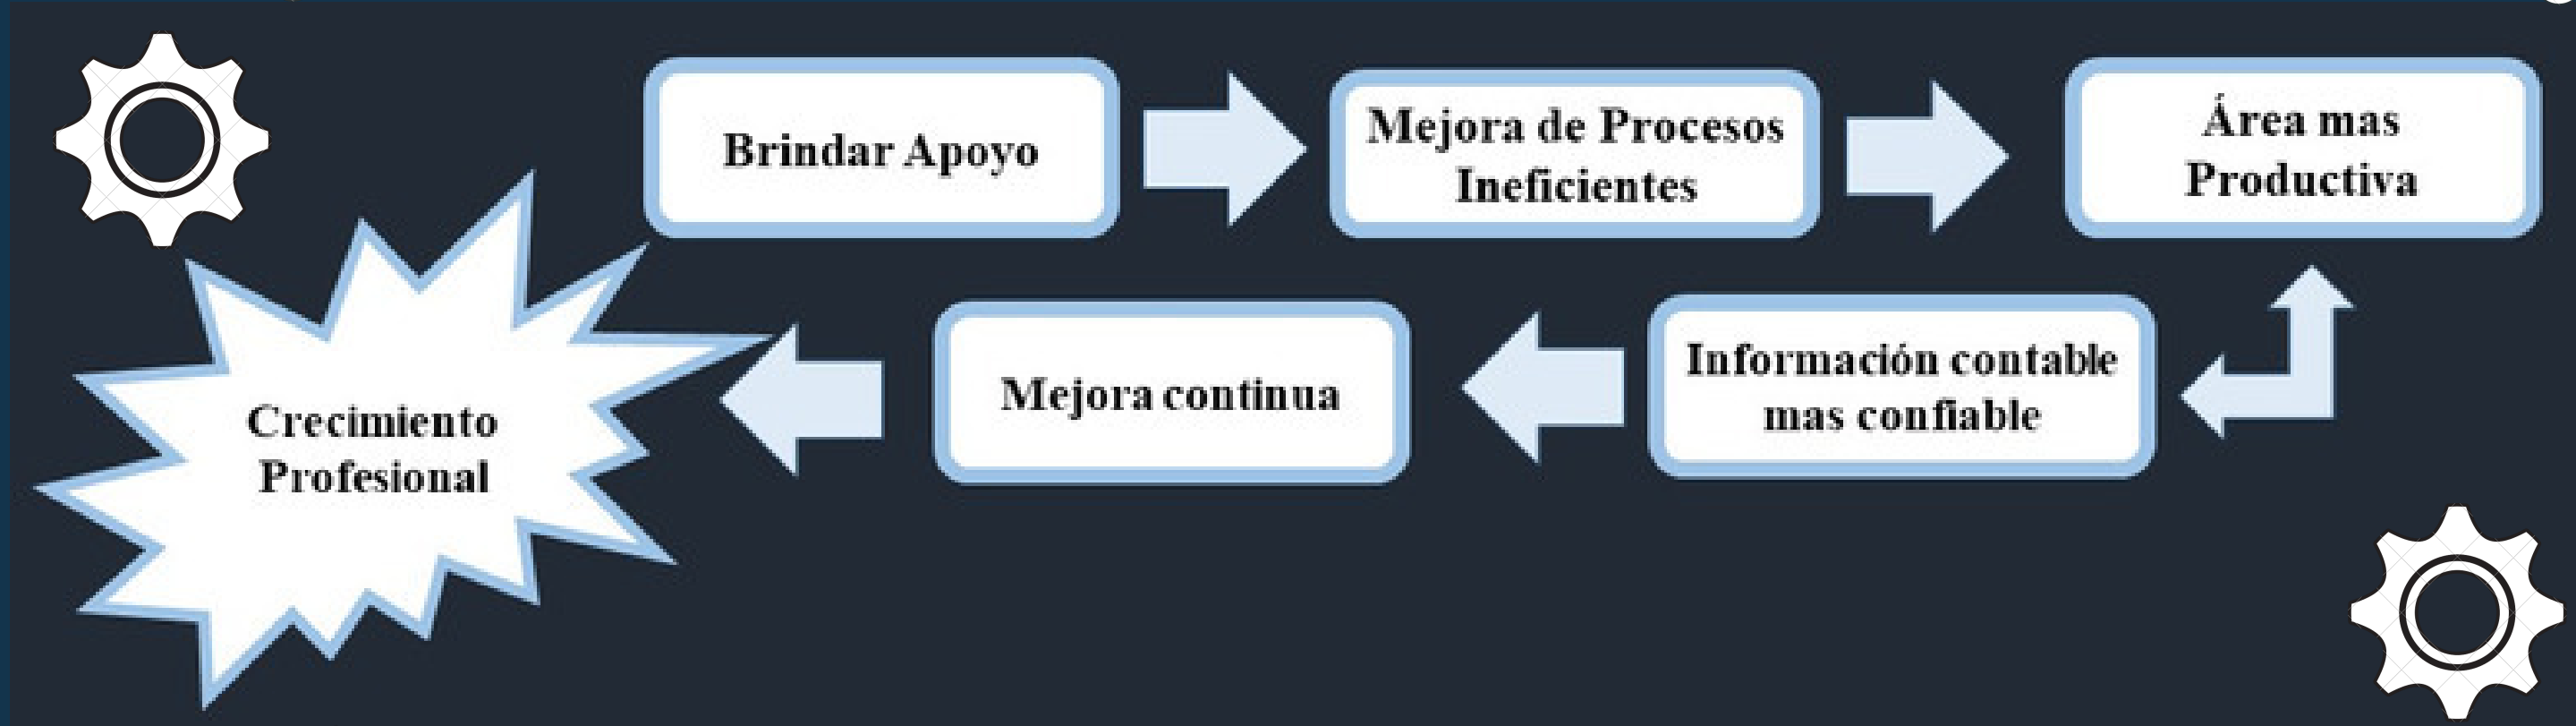 Brindar Apoyo
Mejora de Procesos
Ineficientes
Área mas
Productiva
Información contable
mas confiable
Mejora continua
Crecimiento
Profesional